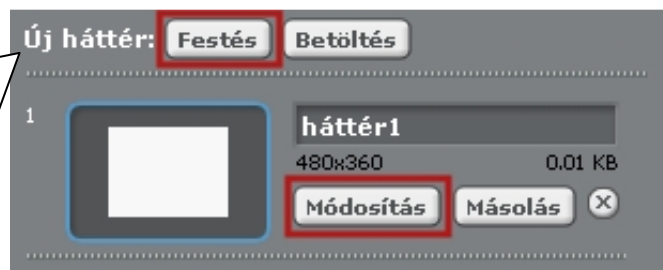 Új háttér: Festés Betöltés
1
háttér1
480x360 0.01 KB
Módosítás Másolás